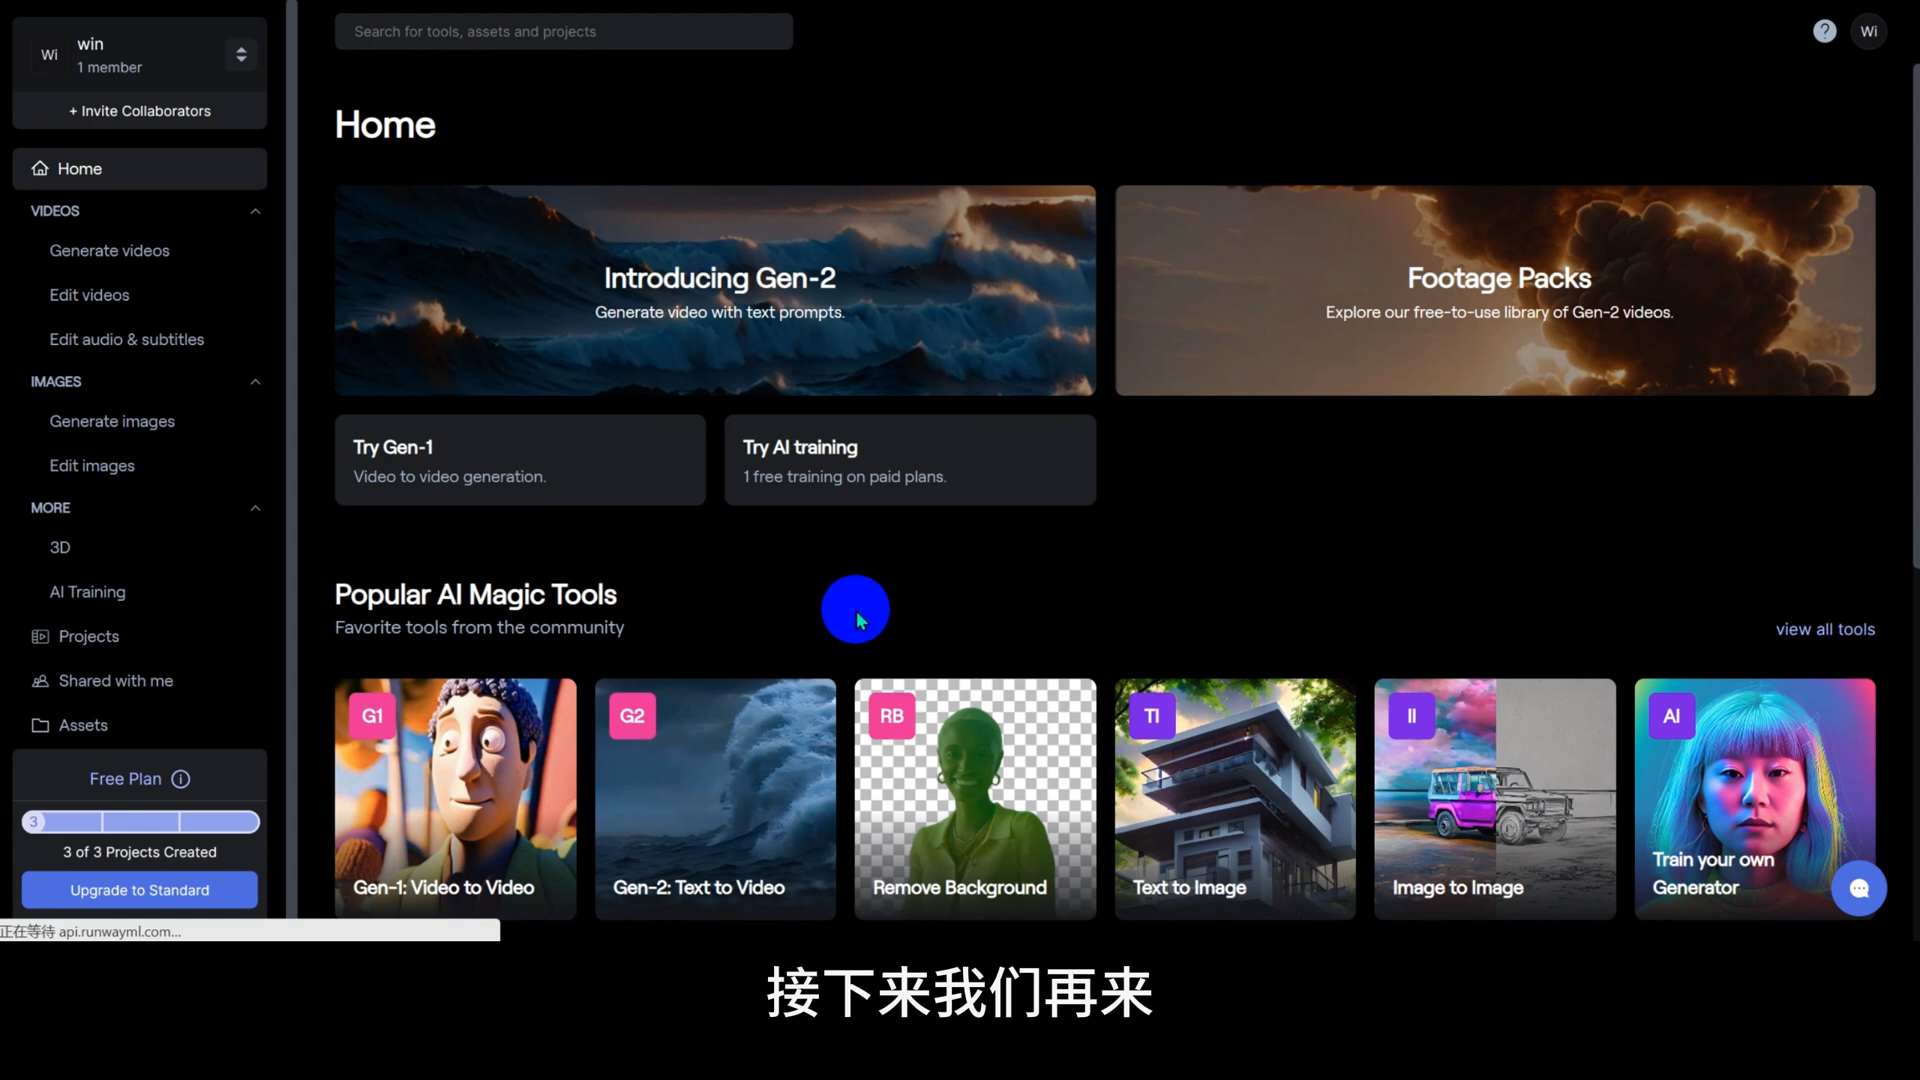 Wi
win
1 member
+ Invite Collaborators
Home
VIDEOS
Generate videos
Edit videos
Edit audio & subtitles
IMAGES
Generate images
Edit images
MORE
3D
AI Training
Projects
Shared with me
Assets
Free Plan
3
3 of 3 Projects Created
Upgrade to Standard
正在等待 api.runwayml.com...
Search for tools, assets and projects
?
Wi
Home
Introducing Gen-2
Generate video with text prompts.
Footage Packs
Explore our free-to-use library of Gen-2 videos.
Try Gen-1
Video to video generation.
Try AI training
1 free training on paid plans.
Popular AI Magic Tools
Favorite tools from the community
view all tools
G1
Gen-1: Video to Video
G2
Gen-2: Text to Video
RB
Remove Background
TI
Text to Image
II
Image to Image
AI
Train your own
Generator
接下来我们再来